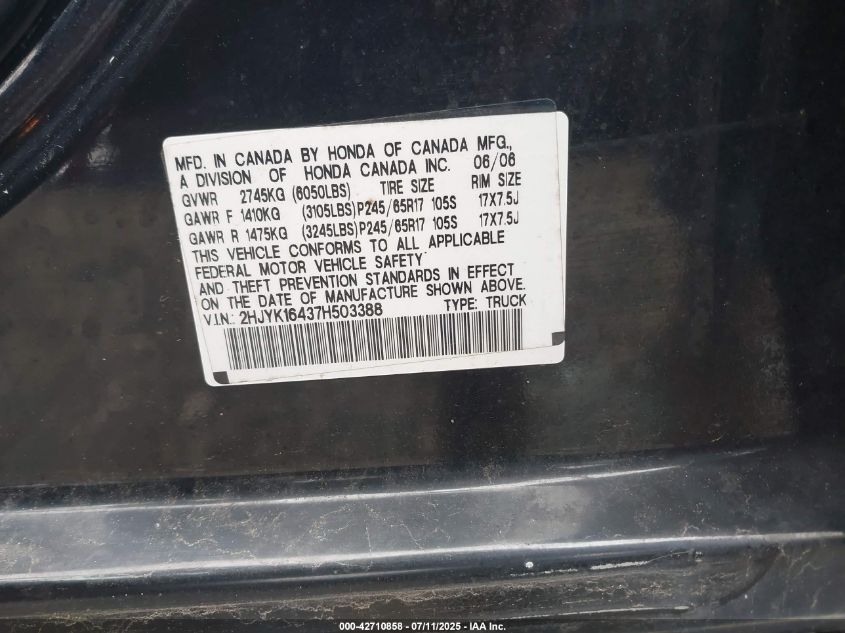 MFD. IN CANADA BY HONDA OF CANADA MFG.,
A DIVISION OF HONDA CANADA INC. 06/06
GVWR 2745KG (6050LBS) TIRE SIZE RIM SIZE
GAWR F 1410KG (3105LBS)P245/65R17 105S 17X7.5J
GAWR R 1475KG (3245LBS)P245/65R17 105S 17X7.5J
THIS VEHICLE CONFORMS TO ALL APPLICABLE
FEDERAL MOTOR VEHICLE SAFETY
AND THEFT PREVENTION STANDARDS IN EFFECT
ON THE DATE OF MANUFACTURE SHOWN ABOVE.
V.I.N.: 2HJYK16437H503388 TYPE: TRUCK
000-42710858 - 07/11/2025 - IAA Inc.